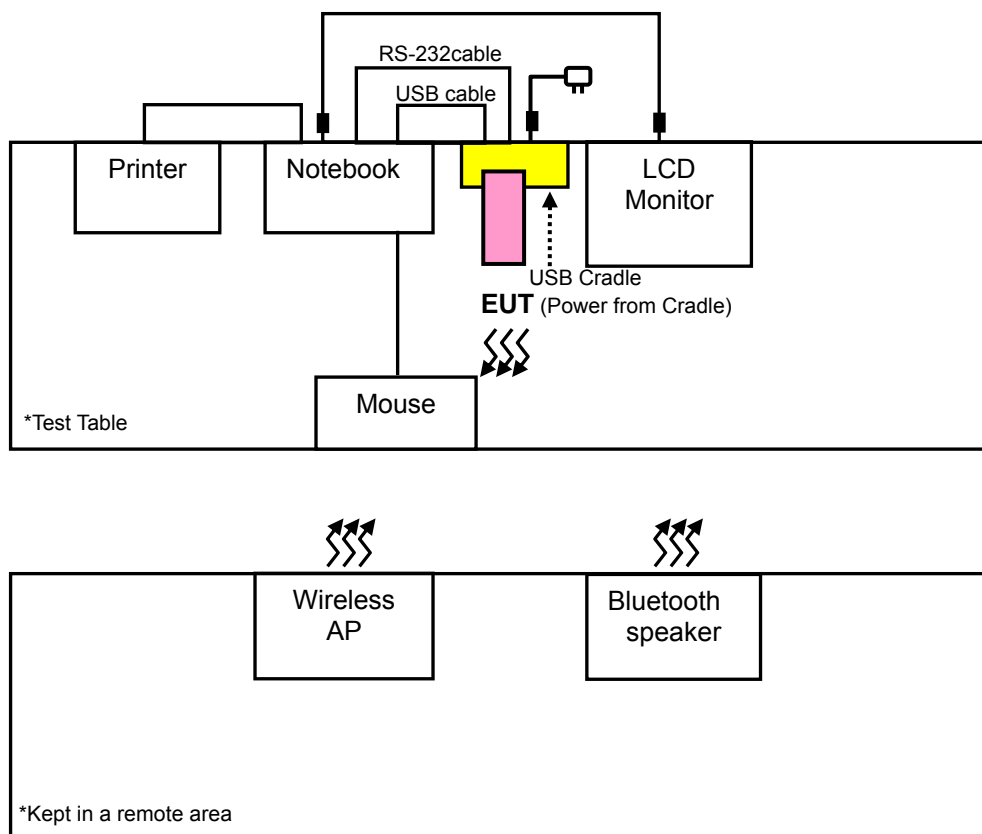 RS-232cable
USB cable
Printer
Notebook
LCD
Monitor
USB Cradle
EUT (Power from Cradle)
Mouse
*Test Table
Wireless
AP
Bluetooth
speaker
*Kept in a remote area